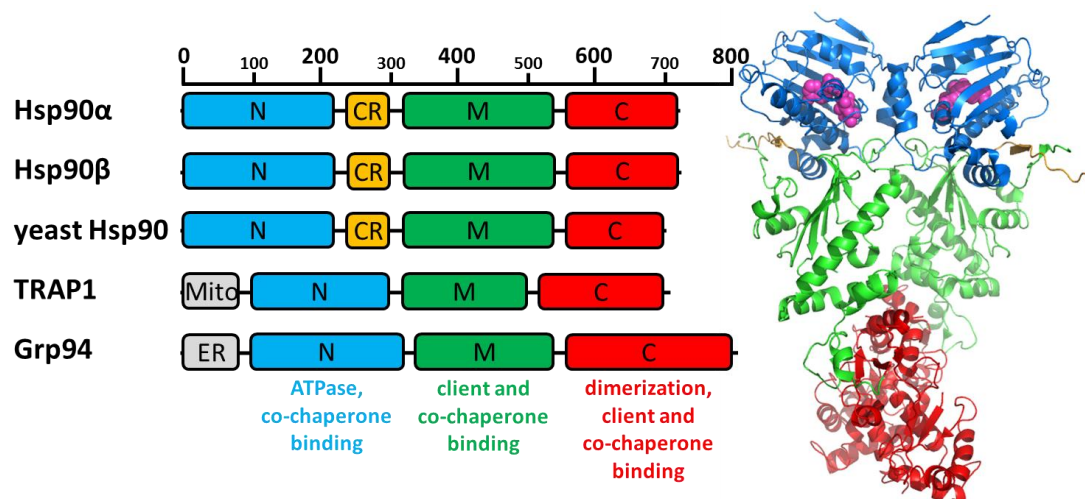 0 200 400 600 800
100 300 500 700
Hsp90α N CR M C
Hsp90β N CR M C
yeast Hsp90 N CR M C
TRAP1 Mito N M C
Grp94 ER N M C
ATPase, client and dimerization,
co-chaperone co-chaperone client and
binding binding co-chaperone
binding